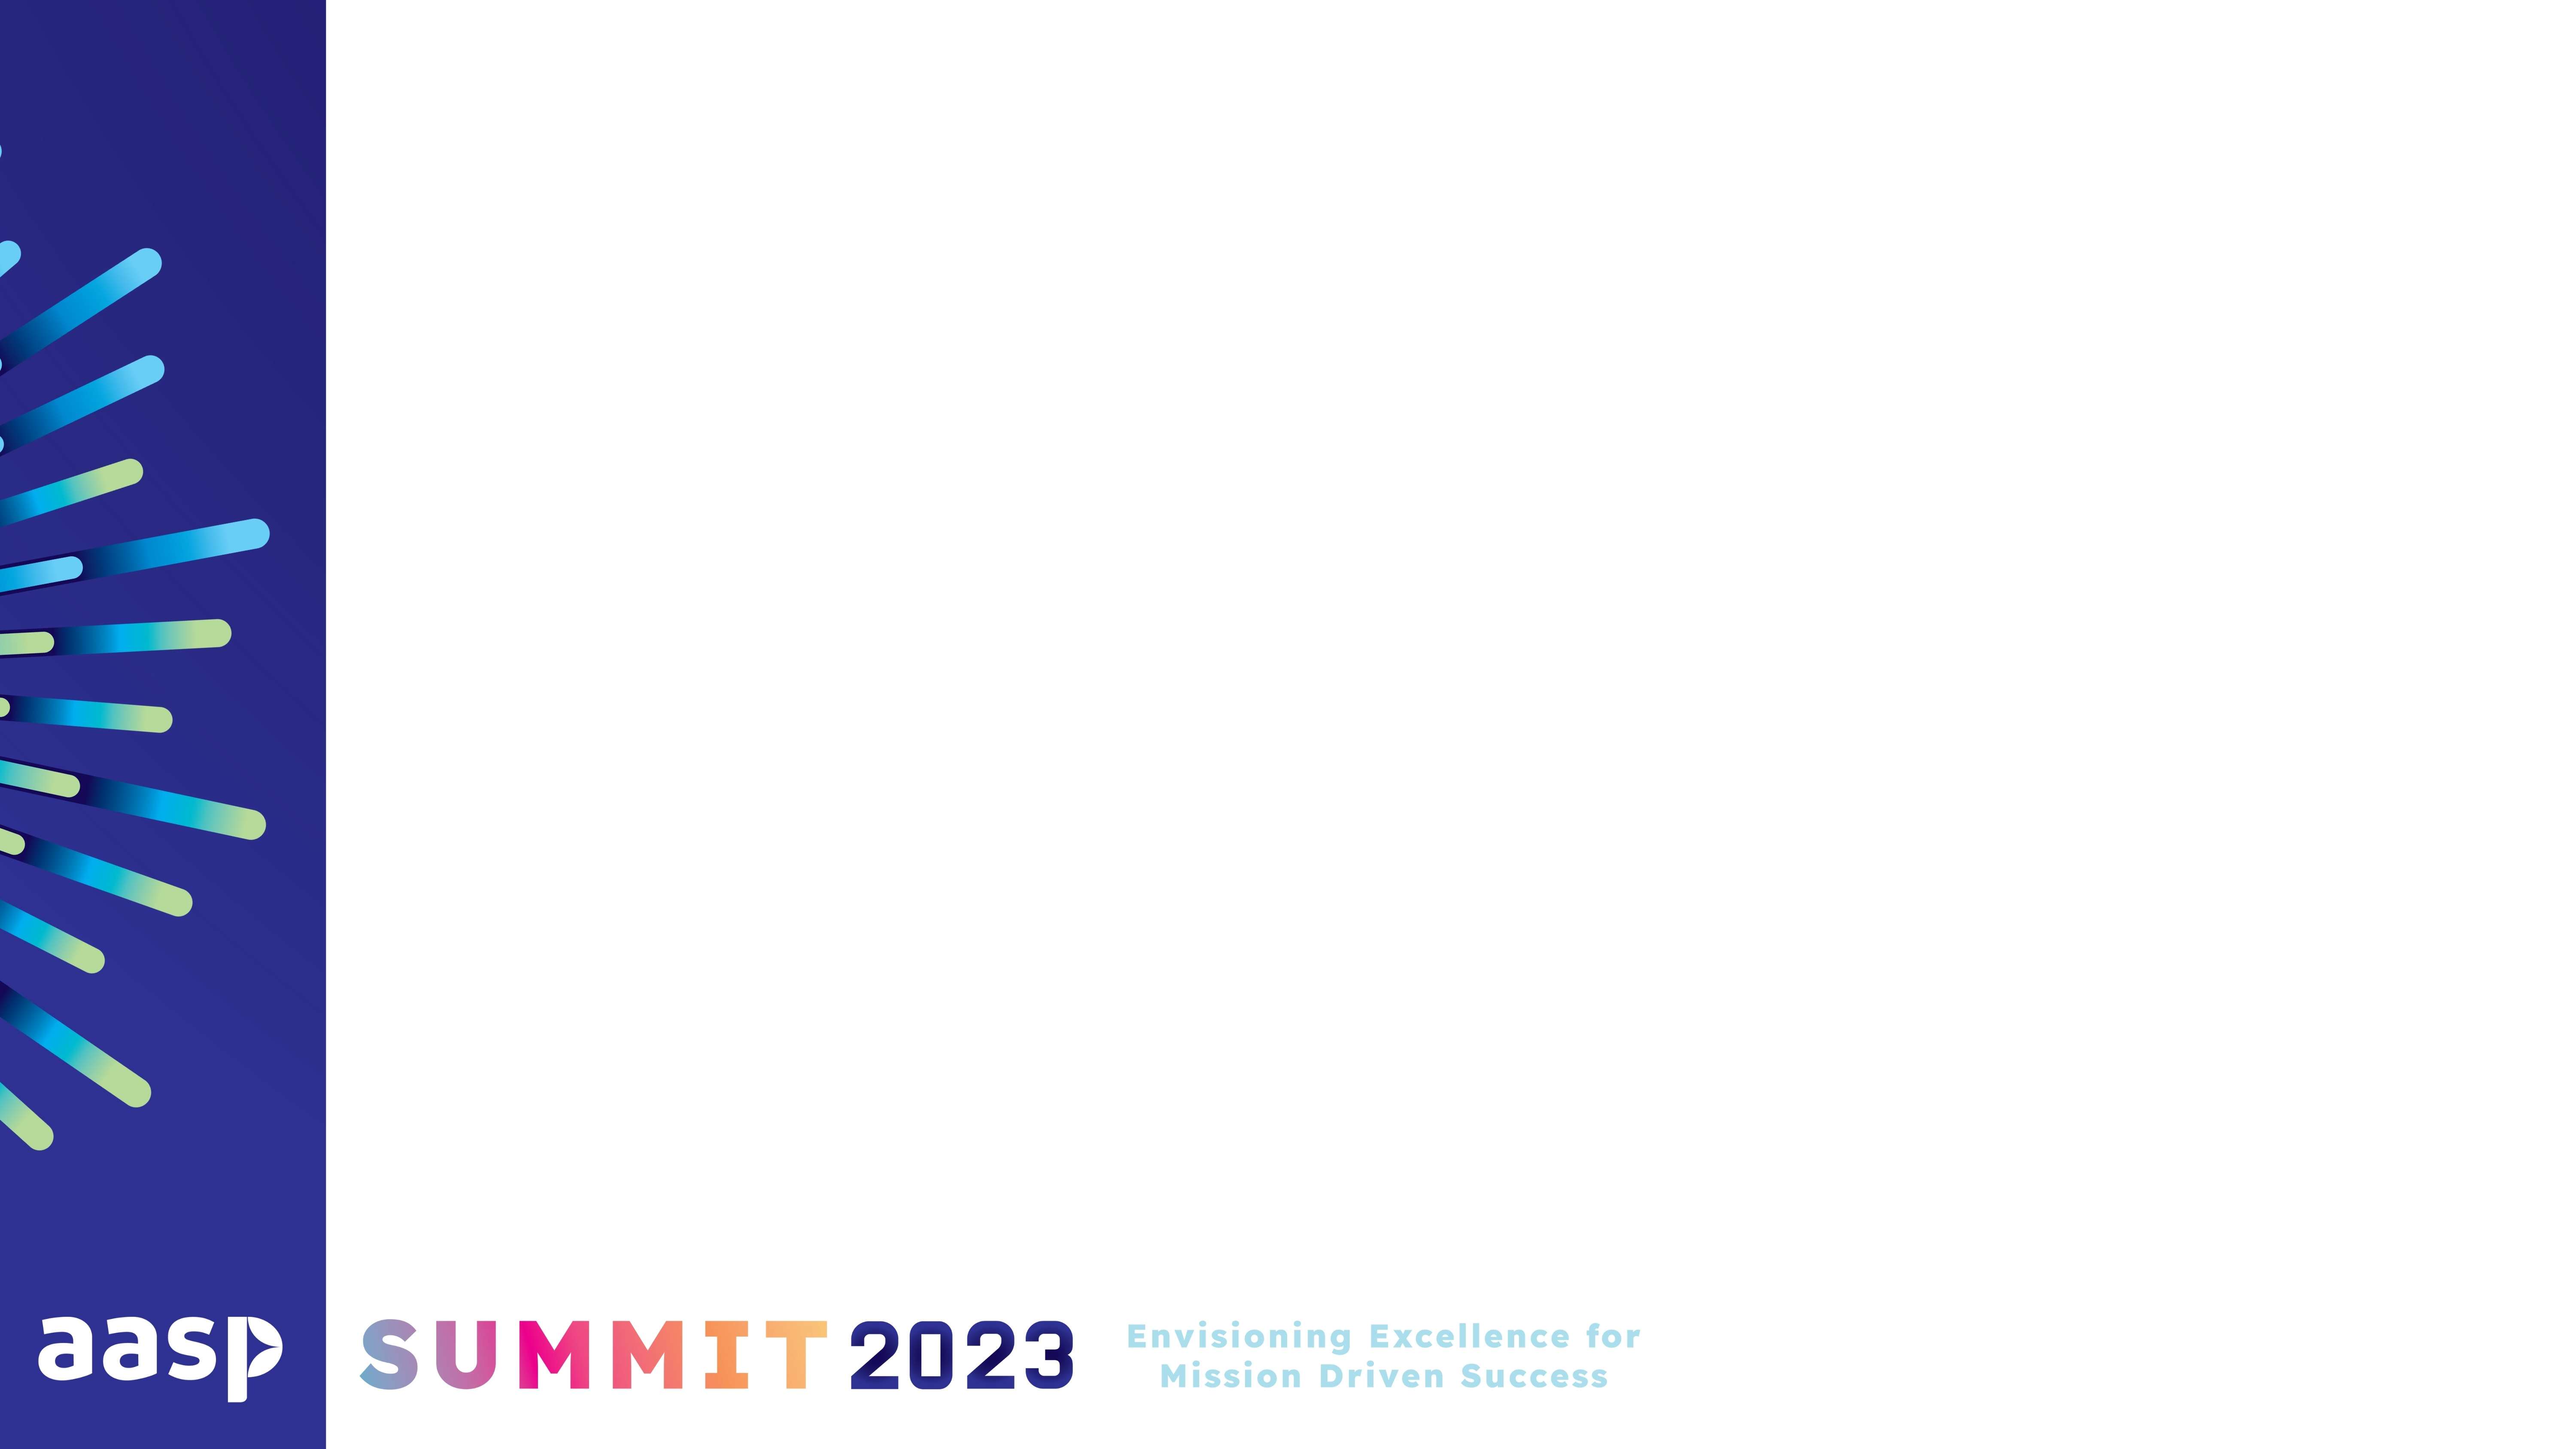 aasp SUMMIT 2023
Envisioning Excellence for
Mission Driven Success